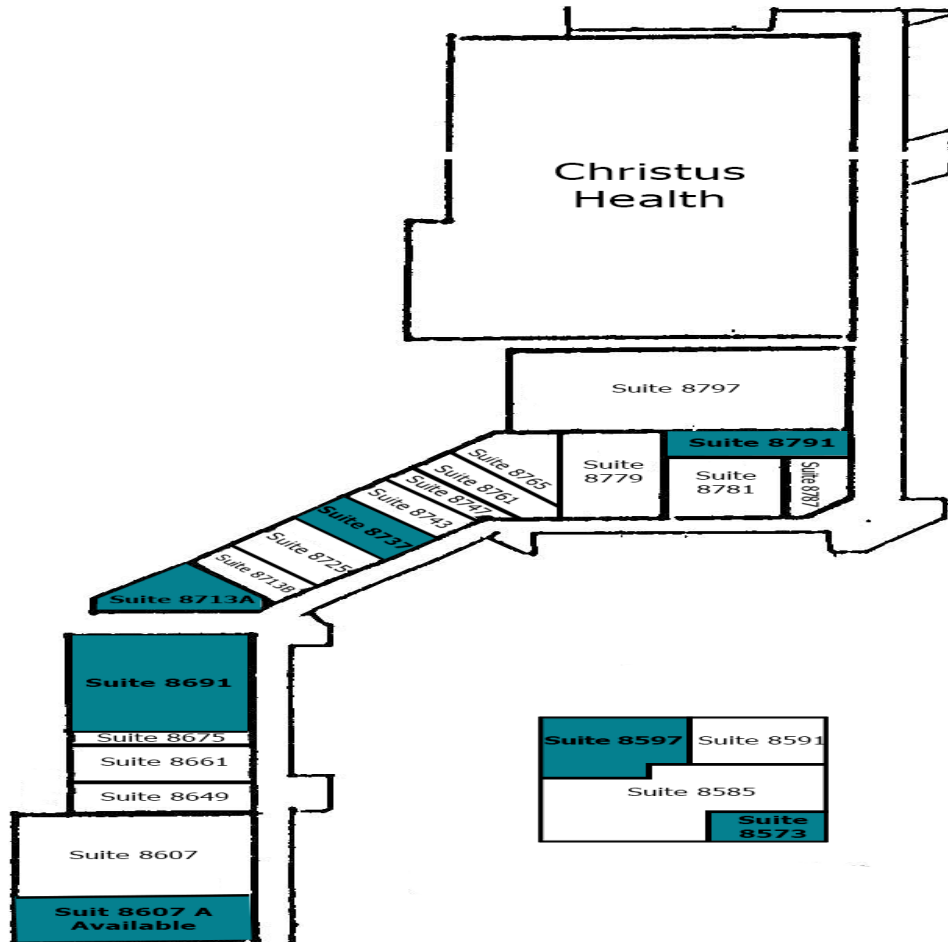 Christus
Health
Suite 8797
Suite 8791
Suite
8779
Suite
8781
Suite 8787
Suite 8765
Suite 8761
Suite 8747
Suite 8743
Suite 8737
Suite 8725
Suite 8713B
Suite 8713A
Suite 8691
Suite 8675
Suite 8661
Suite 8649
Suite 8607
Suit 8607 A
Available
Suite 8597
Suite 8591
Suite 8585
Suite
8573